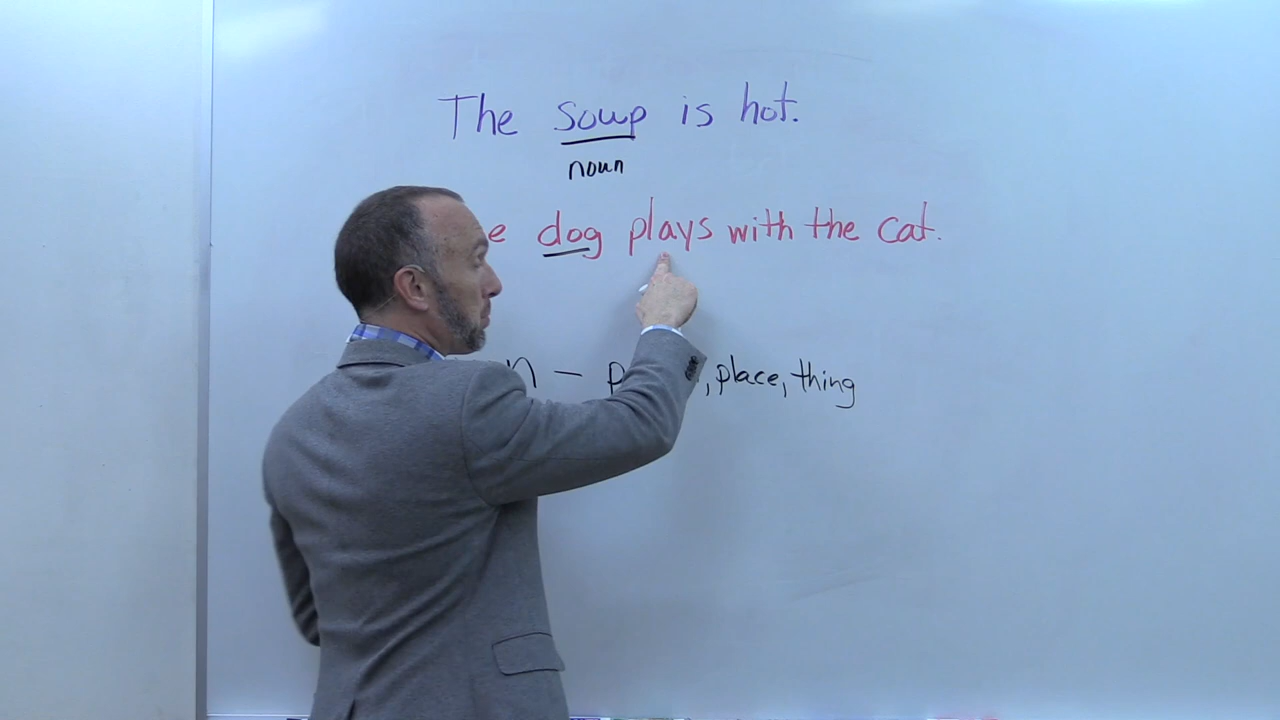 The soup is hot.
noun
dog plays with the cat.
– , place, thing